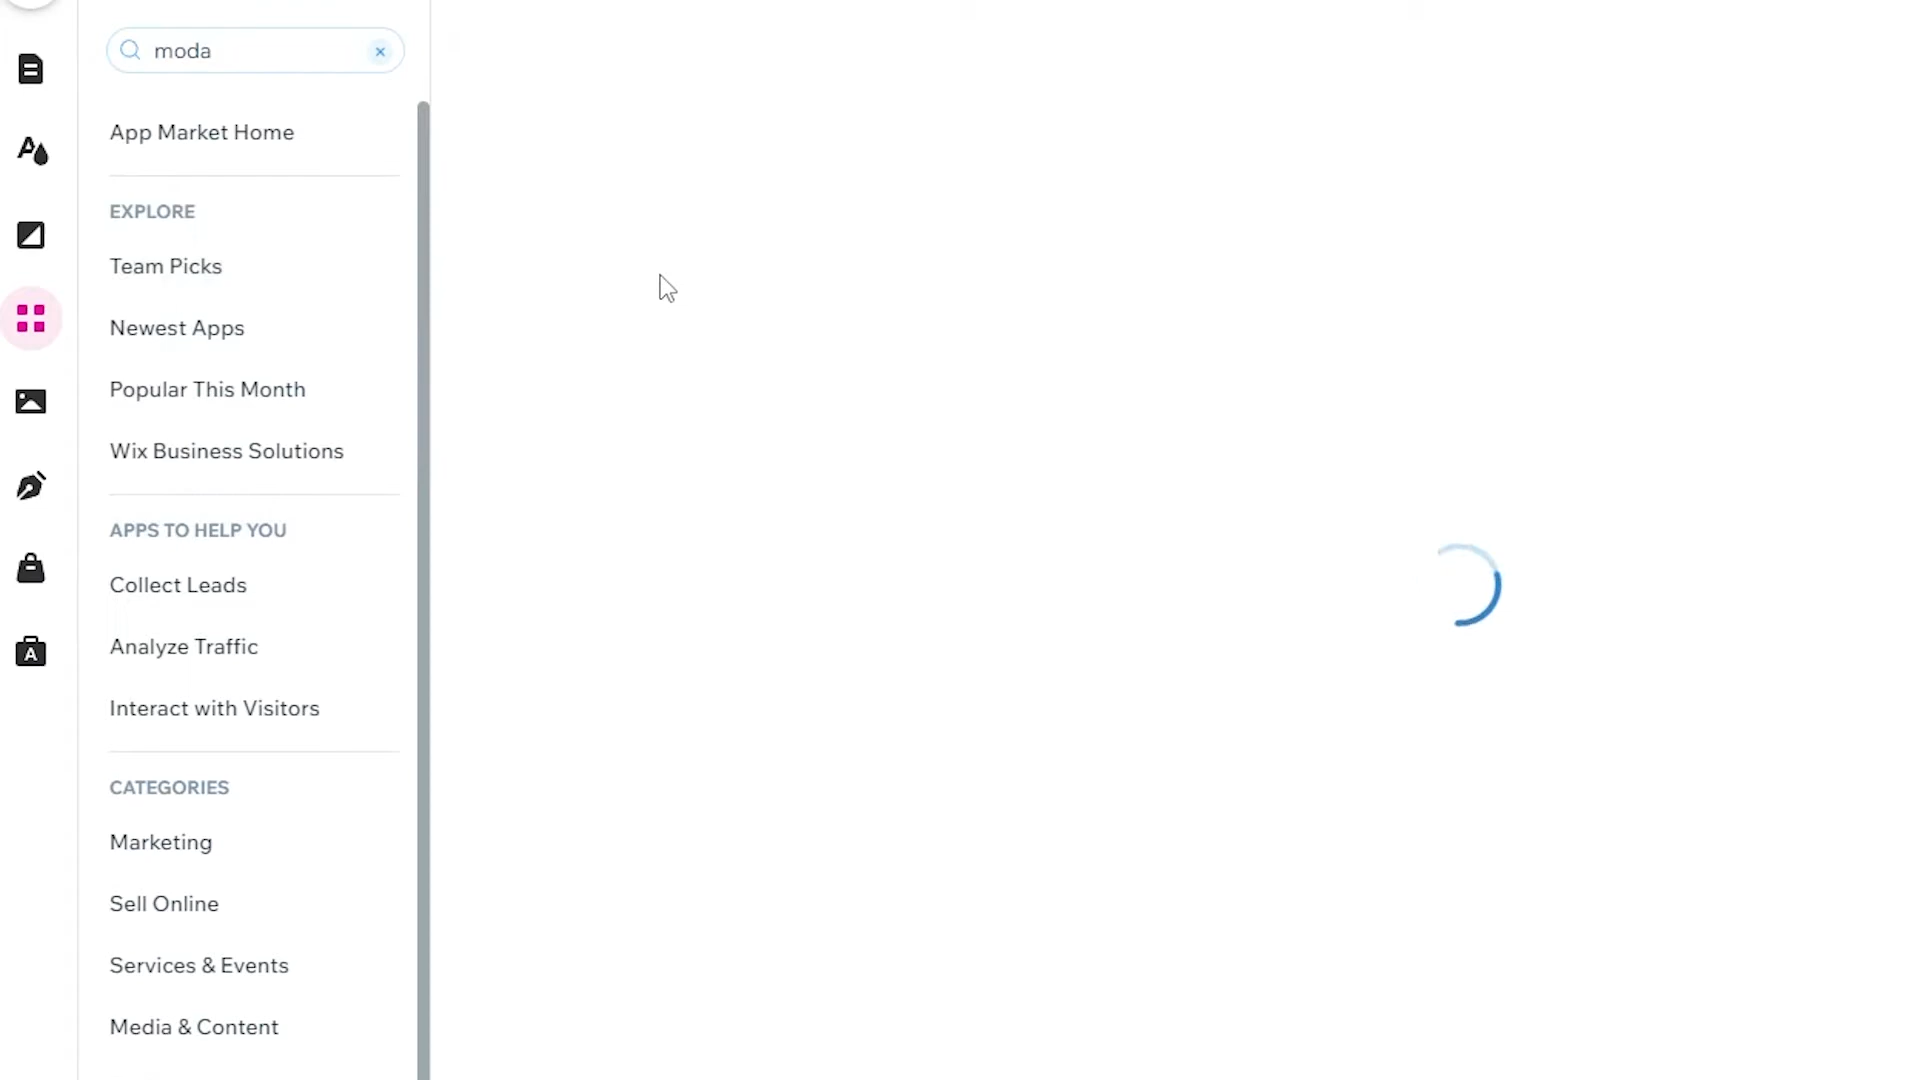 moda
App Market Home
EXPLORE
Team Picks
Newest Apps
Popular This Month
Wix Business Solutions
APPS TO HELP YOU
Collect Leads
Analyze Traffic
Interact with Visitors
CATEGORIES
Marketing
Sell Online
Services & Events
Media & Content
A